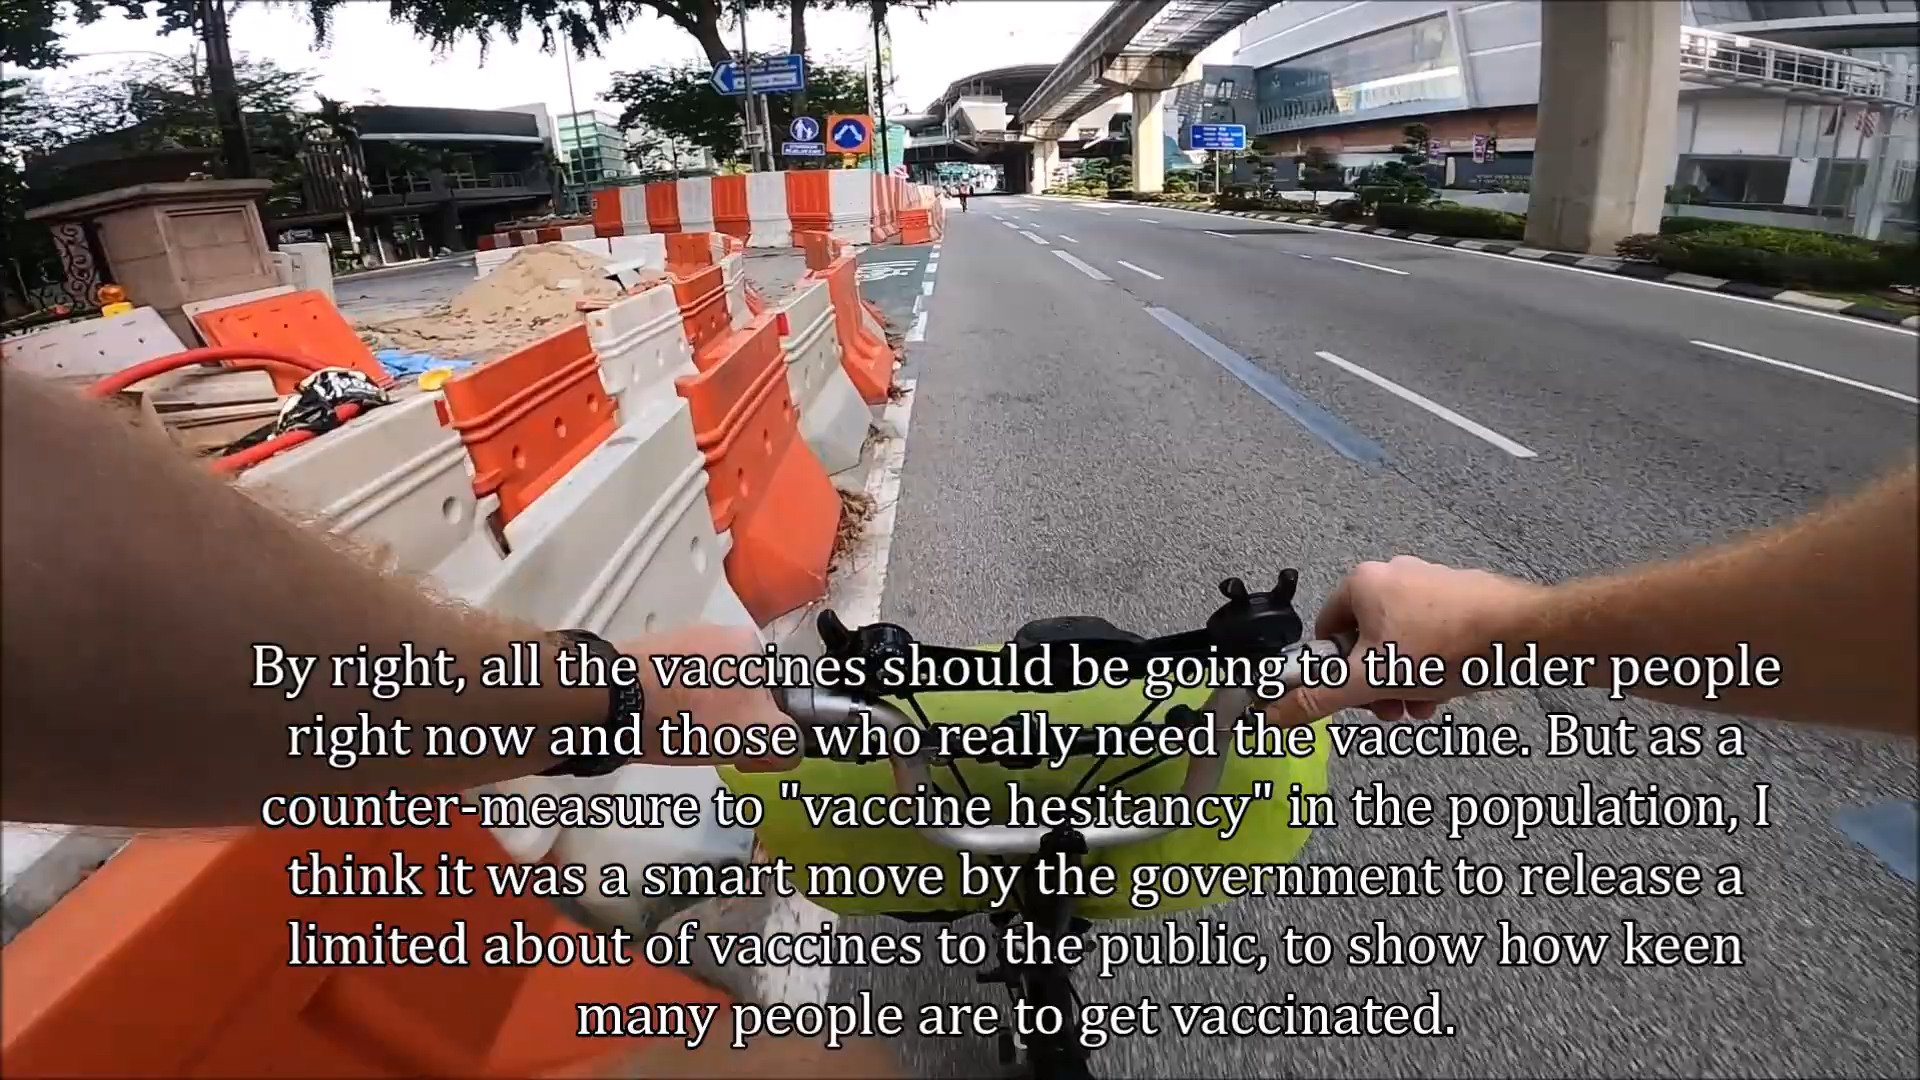 By right, all the vaccines should be going to the older people
right now and those who really need the vaccine. But as a
counter-measure to "vaccine hesitancy" in the population, I
think it was a smart move by the government to release a
limited about of vaccines to the public, to show how keen
many people are to get vaccinated.